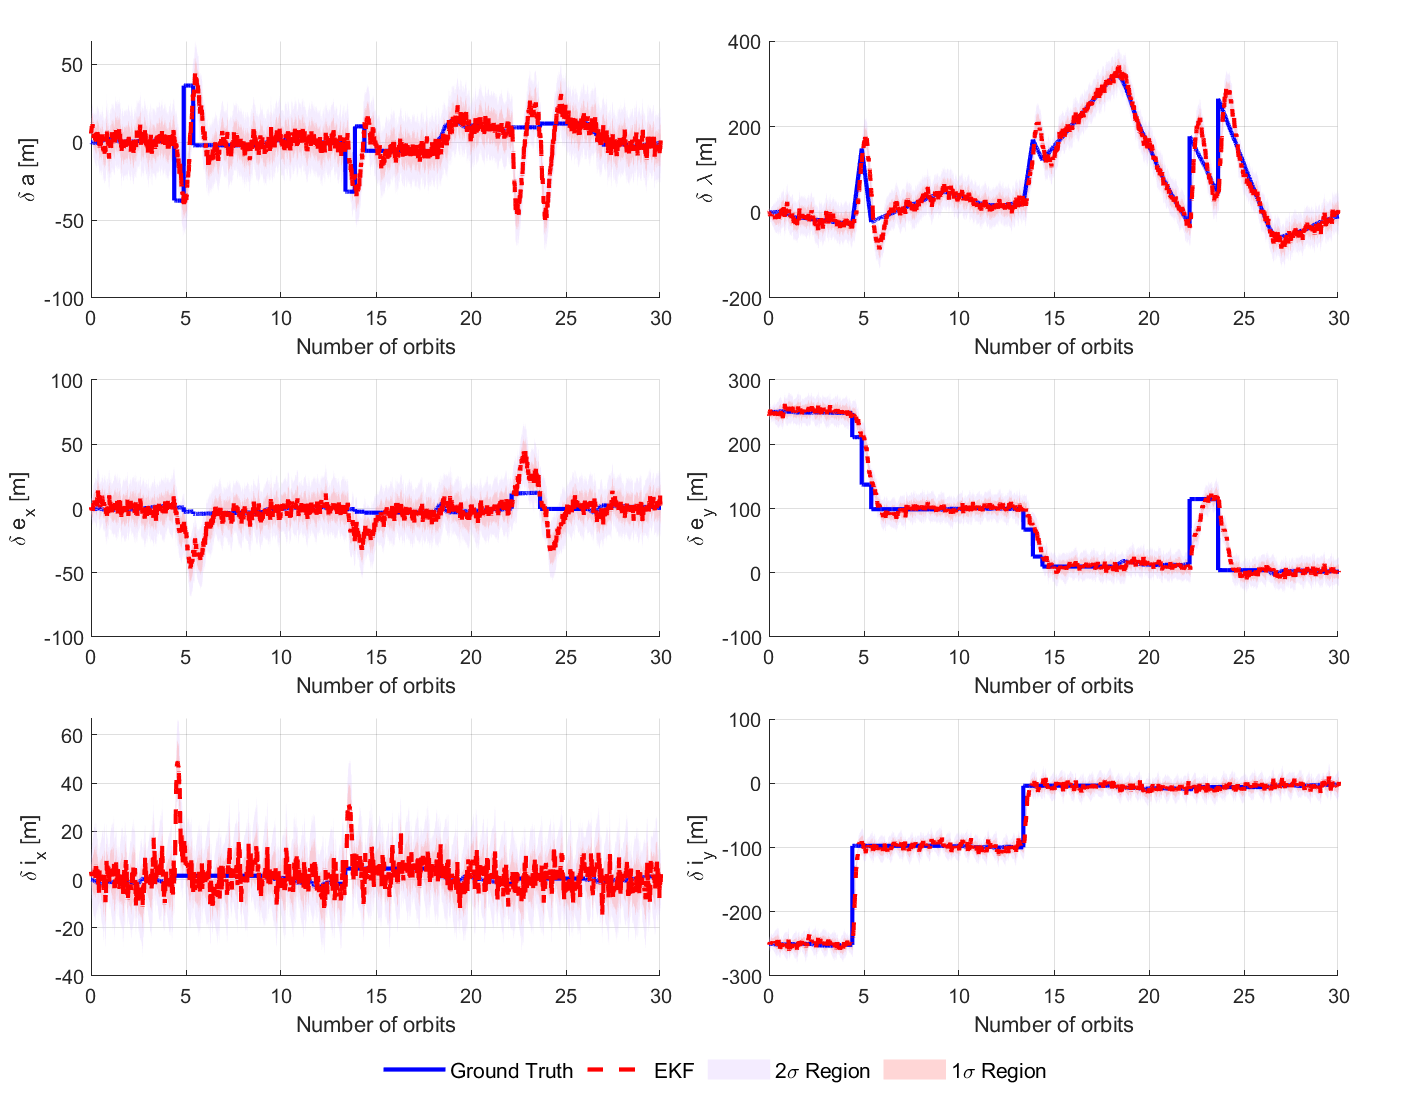 δ a [m]
50
0
-50
-100
0 5 10 15 20 25 30
Number of orbits
δ λ [m]
400
200
0
-200
0 5 10 15 20 25 30
Number of orbits
δ e_x [m]
100
50
0
-50
-100
0 5 10 15 20 25 30
Number of orbits
δ e_y [m]
300
200
100
0
-100
0 5 10 15 20 25 30
Number of orbits
δ i_x [m]
60
40
20
0
-20
-40
0 5 10 15 20 25 30
Number of orbits
δ i_y [m]
100
0
-100
-200
-300
0 5 10 15 20 25 30
Number of orbits
Ground Truth EKF 2σ Region 1σ Region